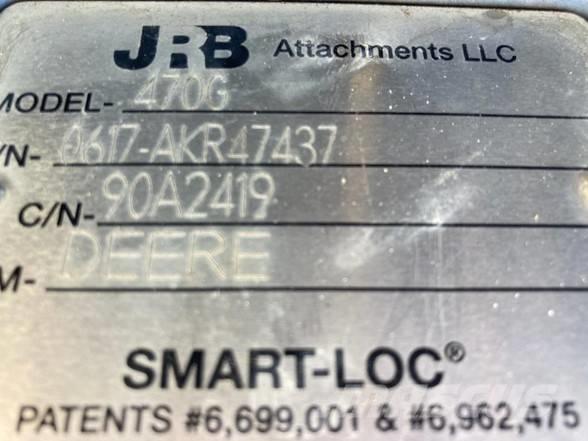 JRB Attachments LLC
MODEL- 470G
/N- 0617-AKR47437
C/N- 90A2419
M- DEERE
SMART-LOC®
PATENTS #6,699,001 & #6,962,475